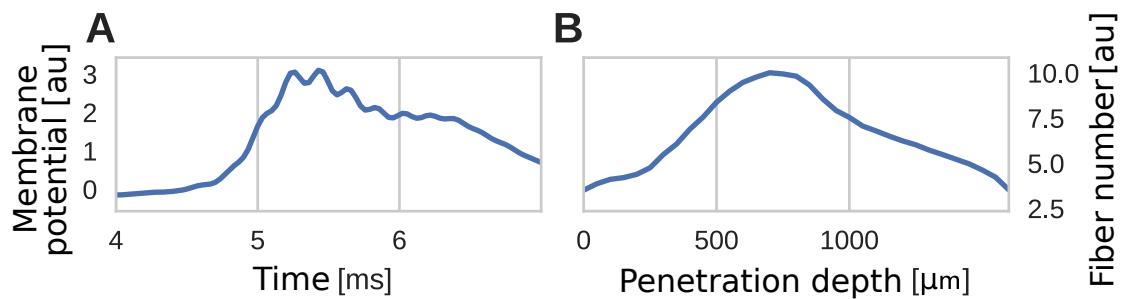 A
Membrane
potential [au]
3
2
1
0
4 5 6
Time [ms]
B
Fiber number [au]
10.0
7.5
5.0
2.5
0 500 1000
Penetration depth [μm]